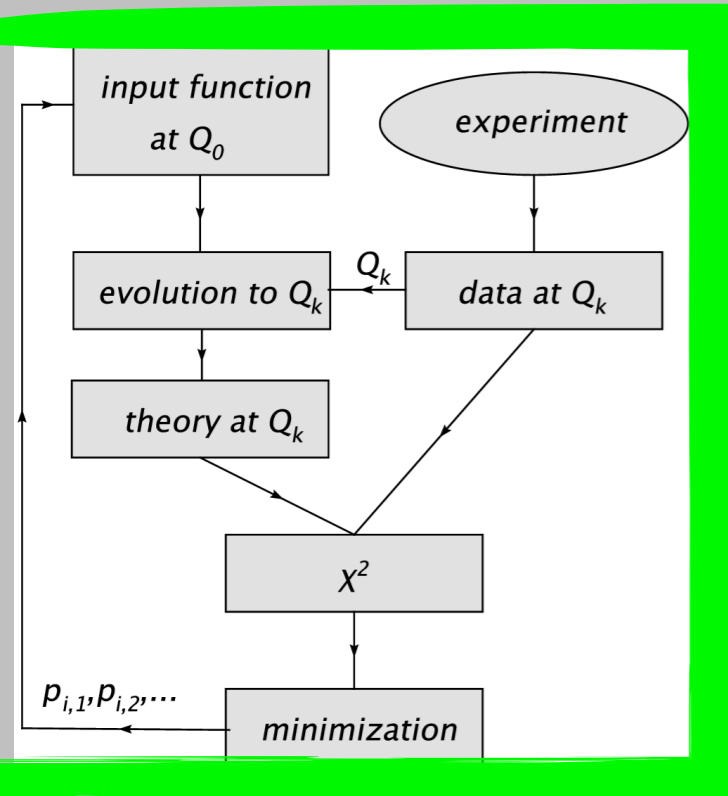 input function
at Q₀
experiment
evolution to Qₖ
Qₖ
data at Qₖ
theory at Qₖ
X²
pᵢ,₁,pᵢ,₂,...
minimization